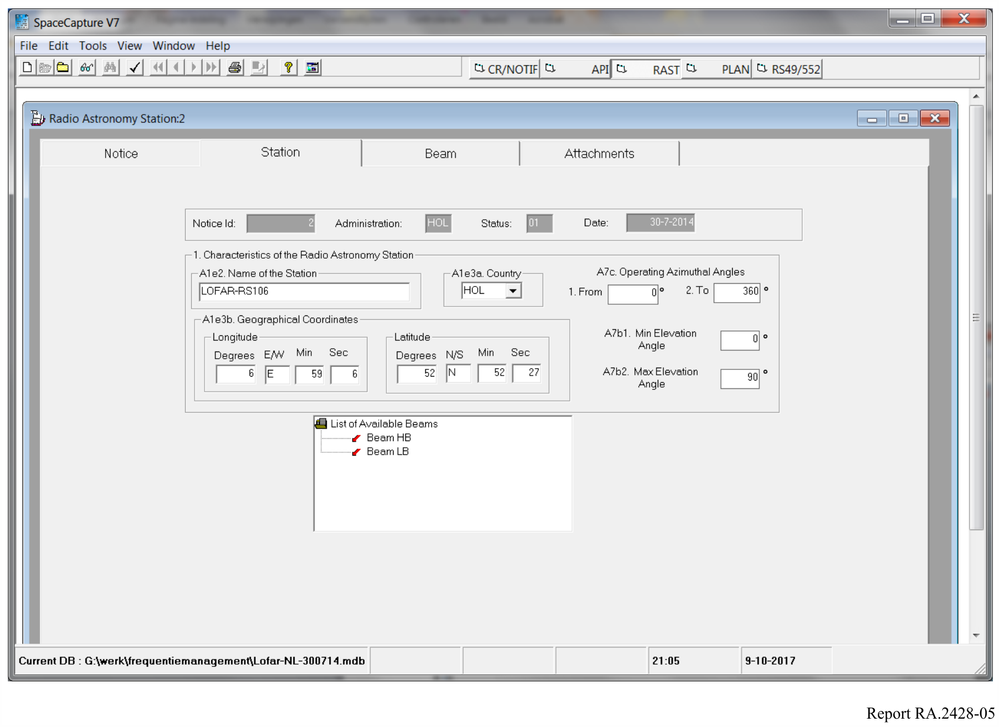 SpaceCapture V7
File Edit Tools View Window Help
CR/NOTIF API RAST PLAN RS49/552
Radio Astronomy Station:2
Notice Station Beam Attachments
Notice Id: 2 Administration: HOL Status: 01 Date: 30-7-2014
1. Characteristics of the Radio Astronomy Station
A1e2. Name of the Station
LOFAR-RS106
A1e3a. Country
HOL
A7c. Operating Azimuthal Angles
1. From 0° 2. To 360 °
A1e3b. Geographical Coordinates
Longitude
Degrees E/W Min Sec
6 E 59 6
Latitude
Degrees N/S Min Sec
52 N 52 27
A7b1. Min Elevation
Angle
0 °
A7b2. Max Elevation
Angle
90 °
List of Available Beams
Beam HB
Beam LB
Current DB : G:\werk\frequentiemanagement\Lofar-NL-300714.mdb 21:05 9-10-2017
Report RA.2428-05